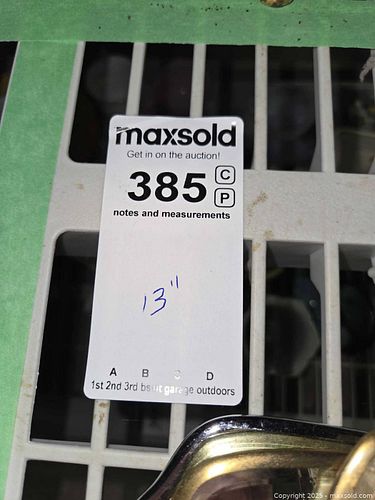 maxsold
Get in on the auction!
385 C
P
notes and measurements
13"
A B C D
1st 2nd 3rd bsmt garage outdoors
© Copyright 2025 - maxsold.com